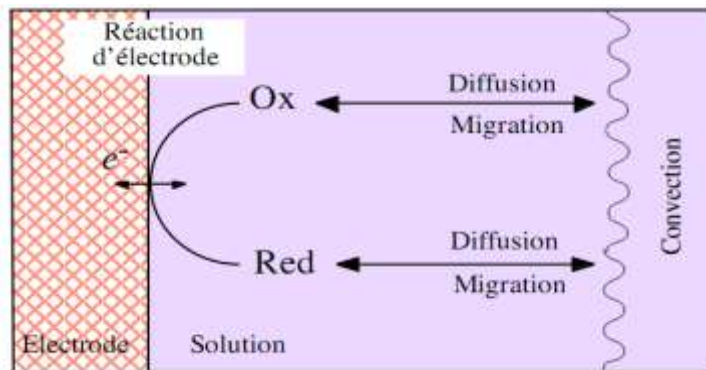 Réaction
d'électrode
Ox
Diffusion
Migration
e-
Convection
Red
Diffusion
Migration
Electrode
Solution